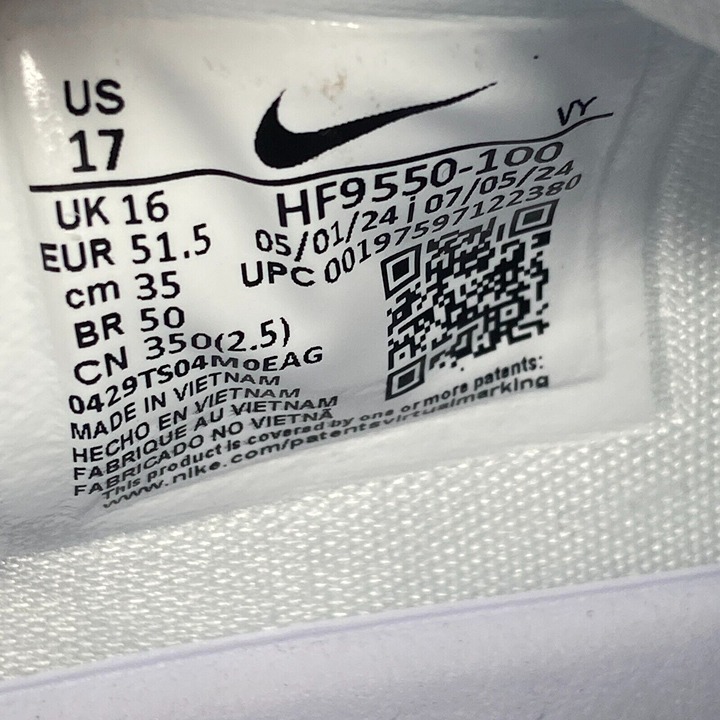 US
17
VY
UK 16
EUR 51.5
cm 35
BR 50
CN 350(2.5)
HF9550-100
05/01/24 | 07/05/24
UPC 00197597122380
0429TS04M0EAG
MADE IN VIETNAM
HECHO EN VIETNAM
FABRIQUE AU VIETNAM
FABRICADO NO VIETNÃ
This product is covered by one or more patents:
www.nike.com/patentsvirtualmarking